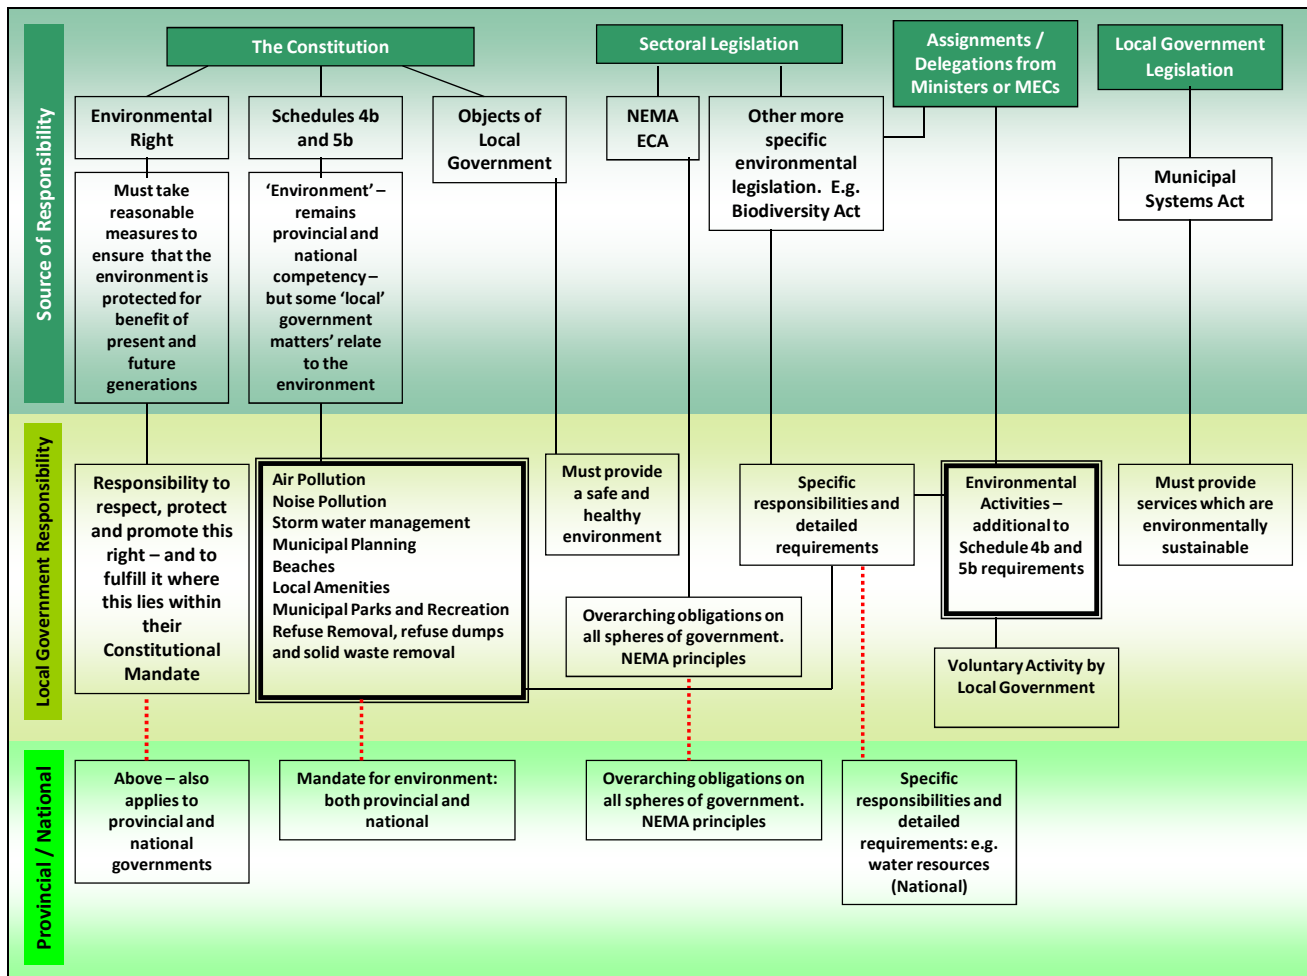 Source of Responsibility
The Constitution
Sectoral Legislation
Assignments /
Delegations from
Ministers or MECs
Local Government
Legislation
Environmental
Right
Schedules 4b
and 5b
Objects of
Local
Government
NEMA
ECA
Other more
specific
environmental
legislation.  E.g.
Biodiversity Act
Municipal
Systems Act
Must take
reasonable
measures to
ensure  that the
environment is
protected for
benefit of
present and
future
generations
‘Environment’ –
remains
provincial and
national
competency –
but some ‘local’
government
matters’ relate
to the
environment
Local Government Responsibility
Responsibility to
respect, protect
and promote this
right – and to
fulfill it where
this lies within
their
Constitutional
Mandate
Air Pollution
Noise Pollution
Storm water management
Municipal Planning
Beaches
Local Amenities
Municipal Parks and Recreation
Refuse Removal, refuse dumps
and solid waste removal
Must provide
a safe and
healthy
environment
Overarching obligations on
all spheres of government.
NEMA principles
Specific
responsibilities and
detailed
requirements
Environmental
Activities –
additional to
Schedule 4b and
5b requirements
Must provide
services which are
environmentally
sustainable
Voluntary Activity by
Local Government
Provincial / National
Above – also
applies to
provincial and
national
governments
Mandate for environment:
both provincial and
national
Overarching obligations on
all spheres of government.
NEMA principles
Specific
responsibilities and
detailed
requirements: e.g.
water resources
(National)